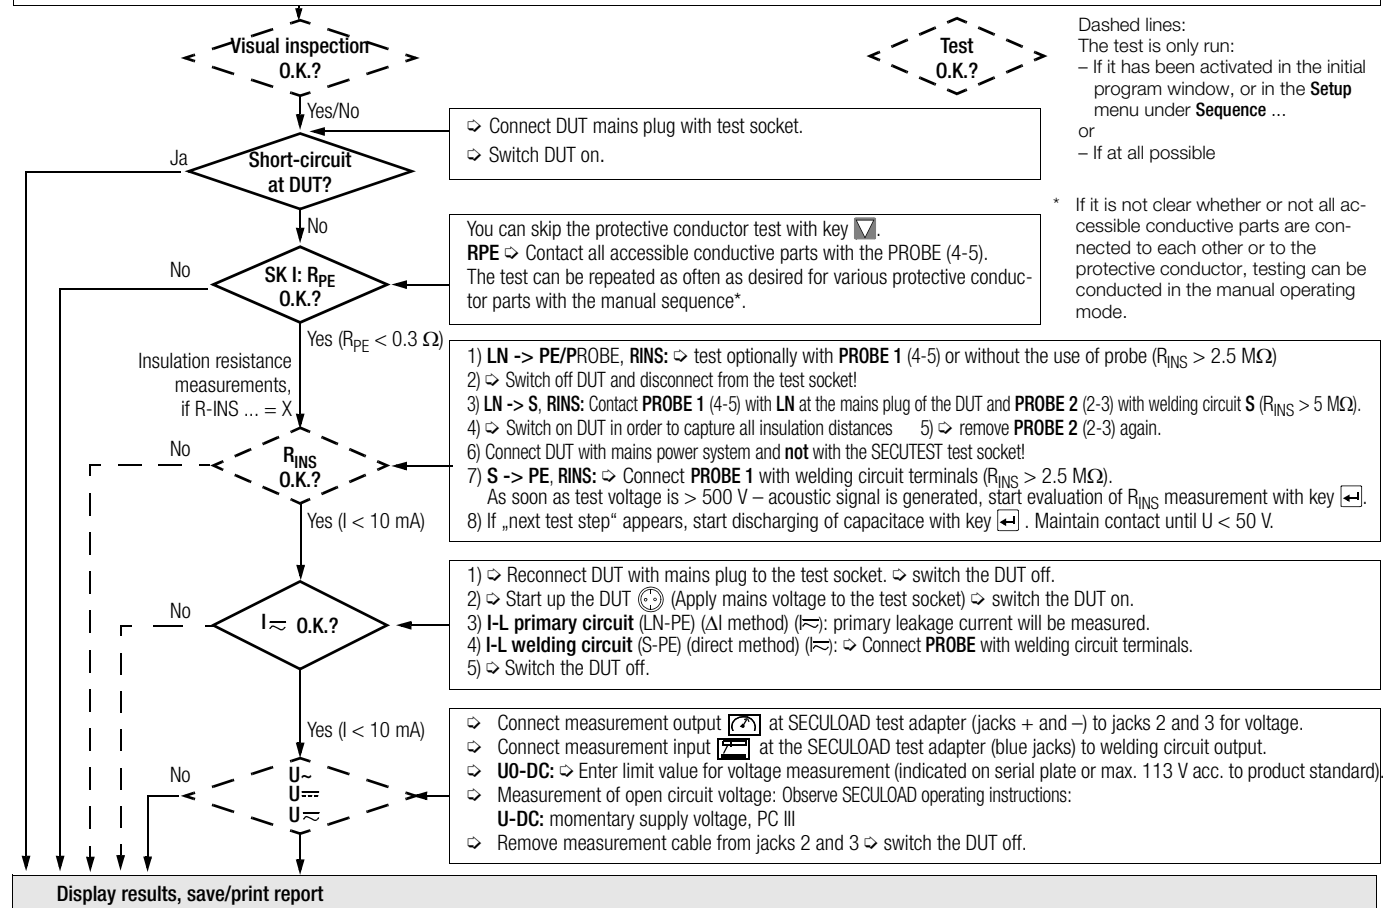 Visual inspection
O.K.?
Test
O.K.?
Dashed lines:
The test is only run:
– If it has been activated in the initial
program window, or in the Setup
menu under Sequence ...
or
– If at all possible
Yes/No
➪ Connect DUT mains plug with test socket.
➪ Switch DUT on.
Ja
Short-circuit
at DUT?
No
* If it is not clear whether or not all ac-
cessible conductive parts are con-
nected to each other or to the
protective conductor, testing can be
conducted in the manual operating
mode.
You can skip the protective conductor test with key ▽.
RPE ➪ Contact all accessible conductive parts with the PROBE (4-5).
The test can be repeated as often as desired for various protective conduc-
tor parts with the manual sequence*.
No
SK I: RPE
O.K.?
Yes (RPE < 0.3 Ω)
Insulation resistance
measurements,
if R-INS ... = X
1) LN -> PE/PROBE, RINS: ➪ test optionally with PROBE 1 (4-5) or without the use of probe (RINS > 2.5 MΩ)
2) ➪ Switch off DUT and disconnect from the test socket!
3) LN -> S, RINS: Contact PROBE 1 (4-5) with LN at the mains plug of the DUT and PROBE 2 (2-3) with welding circuit S (RINS > 5 MΩ).
4) ➪ Switch on DUT in order to capture all insulation distances 5) ➪ remove PROBE 2 (2-3) again.
6) Connect DUT with mains power system and not with the SECUTEST test socket!
7) S -> PE, RINS: ➪ Connect PROBE 1 with welding circuit terminals (RINS > 2.5 MΩ).
As soon as test voltage is > 500 V – acoustic signal is generated, start evaluation of RINS measurement with key ↵.
8) If „next test step“ appears, start discharging of capacitace with key ↵ . Maintain contact until U < 50 V.
No
RINS
O.K.?
Yes (I < 10 mA)
1) ➪ Reconnect DUT with mains plug to the test socket. ➪ switch the DUT off.
2) ➪ Start up the DUT (Apply mains voltage to the test socket) ➪ switch the DUT on.
3) I-L primary circuit (LN-PE) (ΔI method) (I⎓~): primary leakage current will be measured.
4) I-L welding circuit (S-PE) (direct method) (I⎓~): ➪ Connect PROBE with welding circuit terminals.
5) ➪ Switch the DUT off.
No
I⎓~ O.K.?
Yes (I < 10 mA)
➪ Connect measurement output at SECULOAD test adapter (jacks + and –) to jacks 2 and 3 for voltage.
➪ Connect measurement input at the SECULOAD test adapter (blue jacks) to welding circuit output.
➪ U0-DC: ➪ Enter limit value for voltage measurement (indicated on serial plate or max. 113 V acc. to product standard).
➪ Measurement of open circuit voltage: Observe SECULOAD operating instructions:
U-DC: momentary supply voltage, PC III
➪ Remove measurement cable from jacks 2 and 3 ➪ switch the DUT off.
No
U~
U⎓
U⎓~
Display results, save/print report